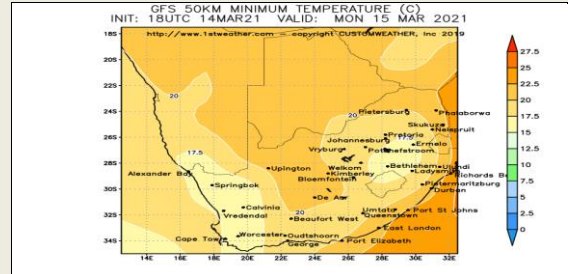 GFS 50KM MINIMUM TEMPERATURE (C)
INIT: 18UTC 14MAR21 VALID: MON 15 MAR 2021
http://www.1stweather.com - copyright CUSTOMWEATHER, Inc 2019
18S
20S
22S
24S
26S
28S
30S
32S
34S
14E 16E 18E 20E 22E 24E 26E 28E 30E 32E
20
20
17.5
17.5
20
Pietersburg
Phalaborwa
Skukuza
Nelspruit
Pretoria
Johannesburg
Ermelo
Potchefstroom
Vryburg
Welkom
Bethlehem
Ulundi
Ladysmith
Richards B
Kimberley
Bloemfontein
Upington
Alexander Bay
Springbok
Pietermaritzburg
Durban
De Aar
Calvinia
Vredendal
Beaufort West
Umtata
Port St Johns
Queenstown
East London
Worcester
Oudtshoorn
Cape Town
George
Port Elizabeth
27.5
25
22.5
20
17.5
15
12.5
10
7.5
5
2.5
0